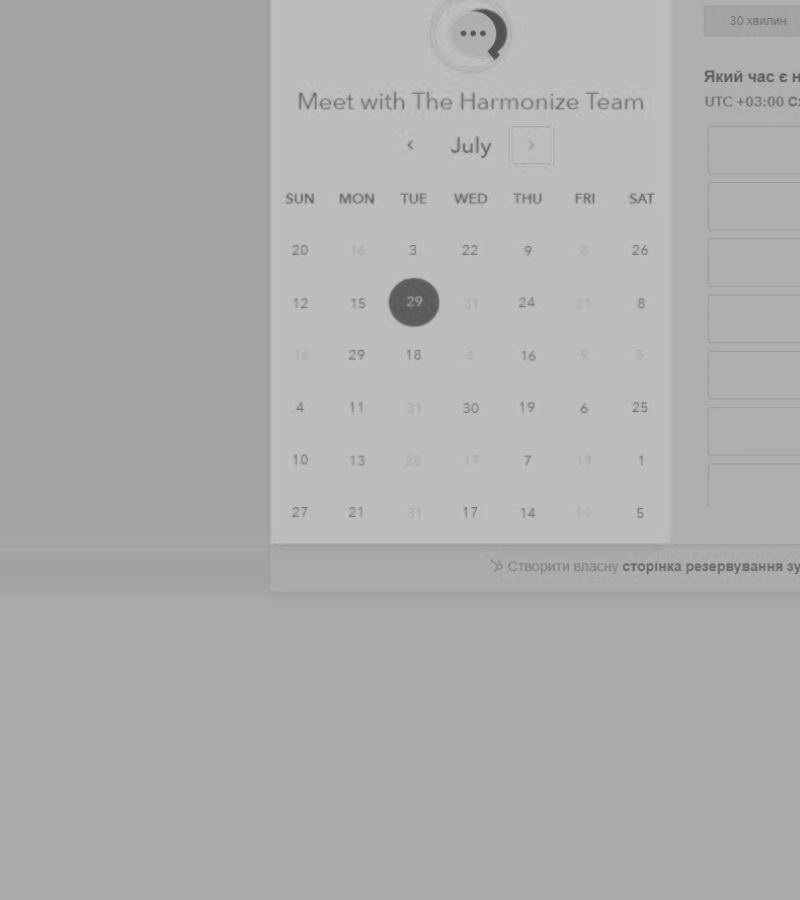 30 хвилин
Який час є н
UTC +03:00
Meet with The Harmonize Team
July
SUN MON TUE WED THU FRI SAT
20 16 3 22 9 8 26
12 15 29 31 24 21 8
16 29 18 4 16 9 5
4 11 31 30 19 6 25
10 13 25 17 7 19 1
27 21 31 17 14 11 5
Створити власну сторінка резервування зу